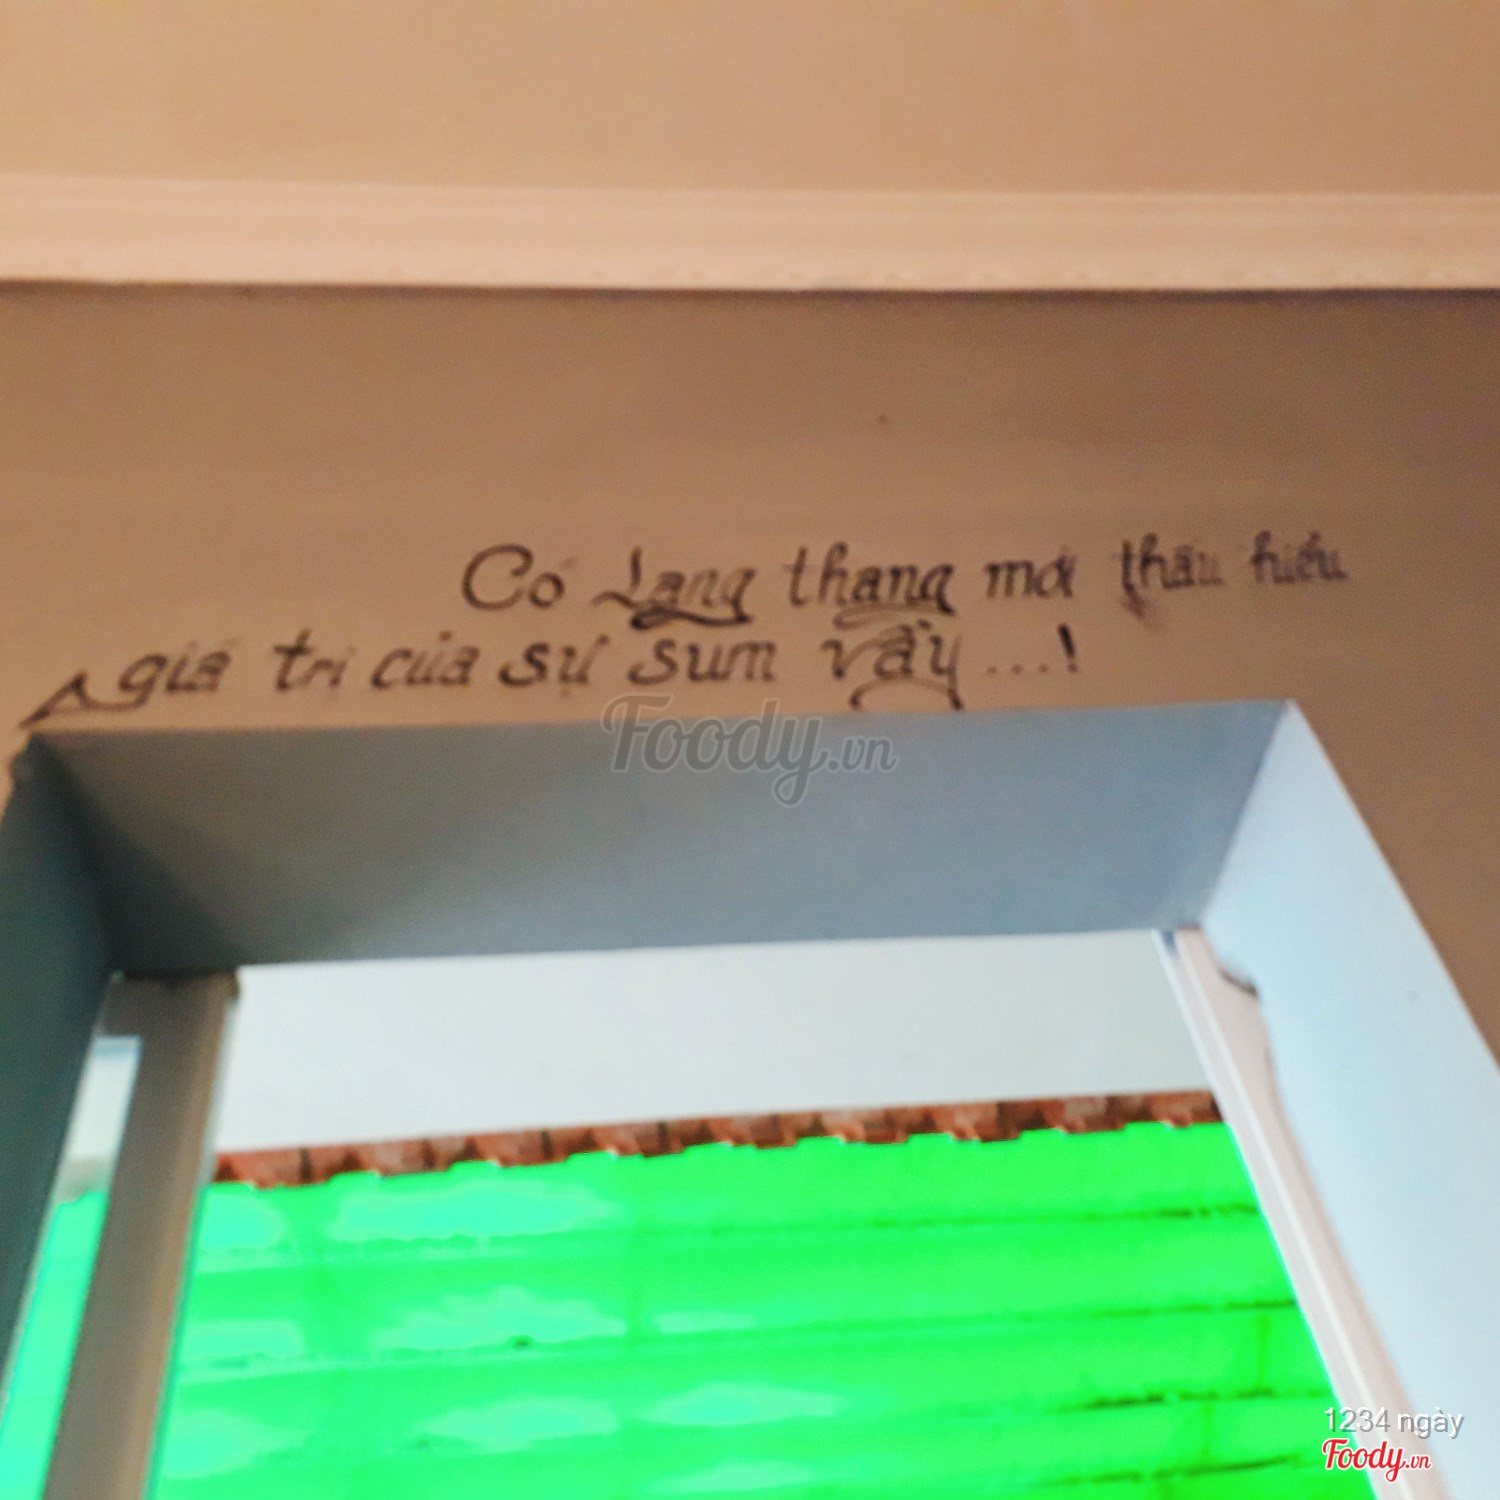 Có Lang thang mới thấu hiểu
giá trị của sự sum vầy ...!
Foody.vn
1234 ngày
Foody.vn